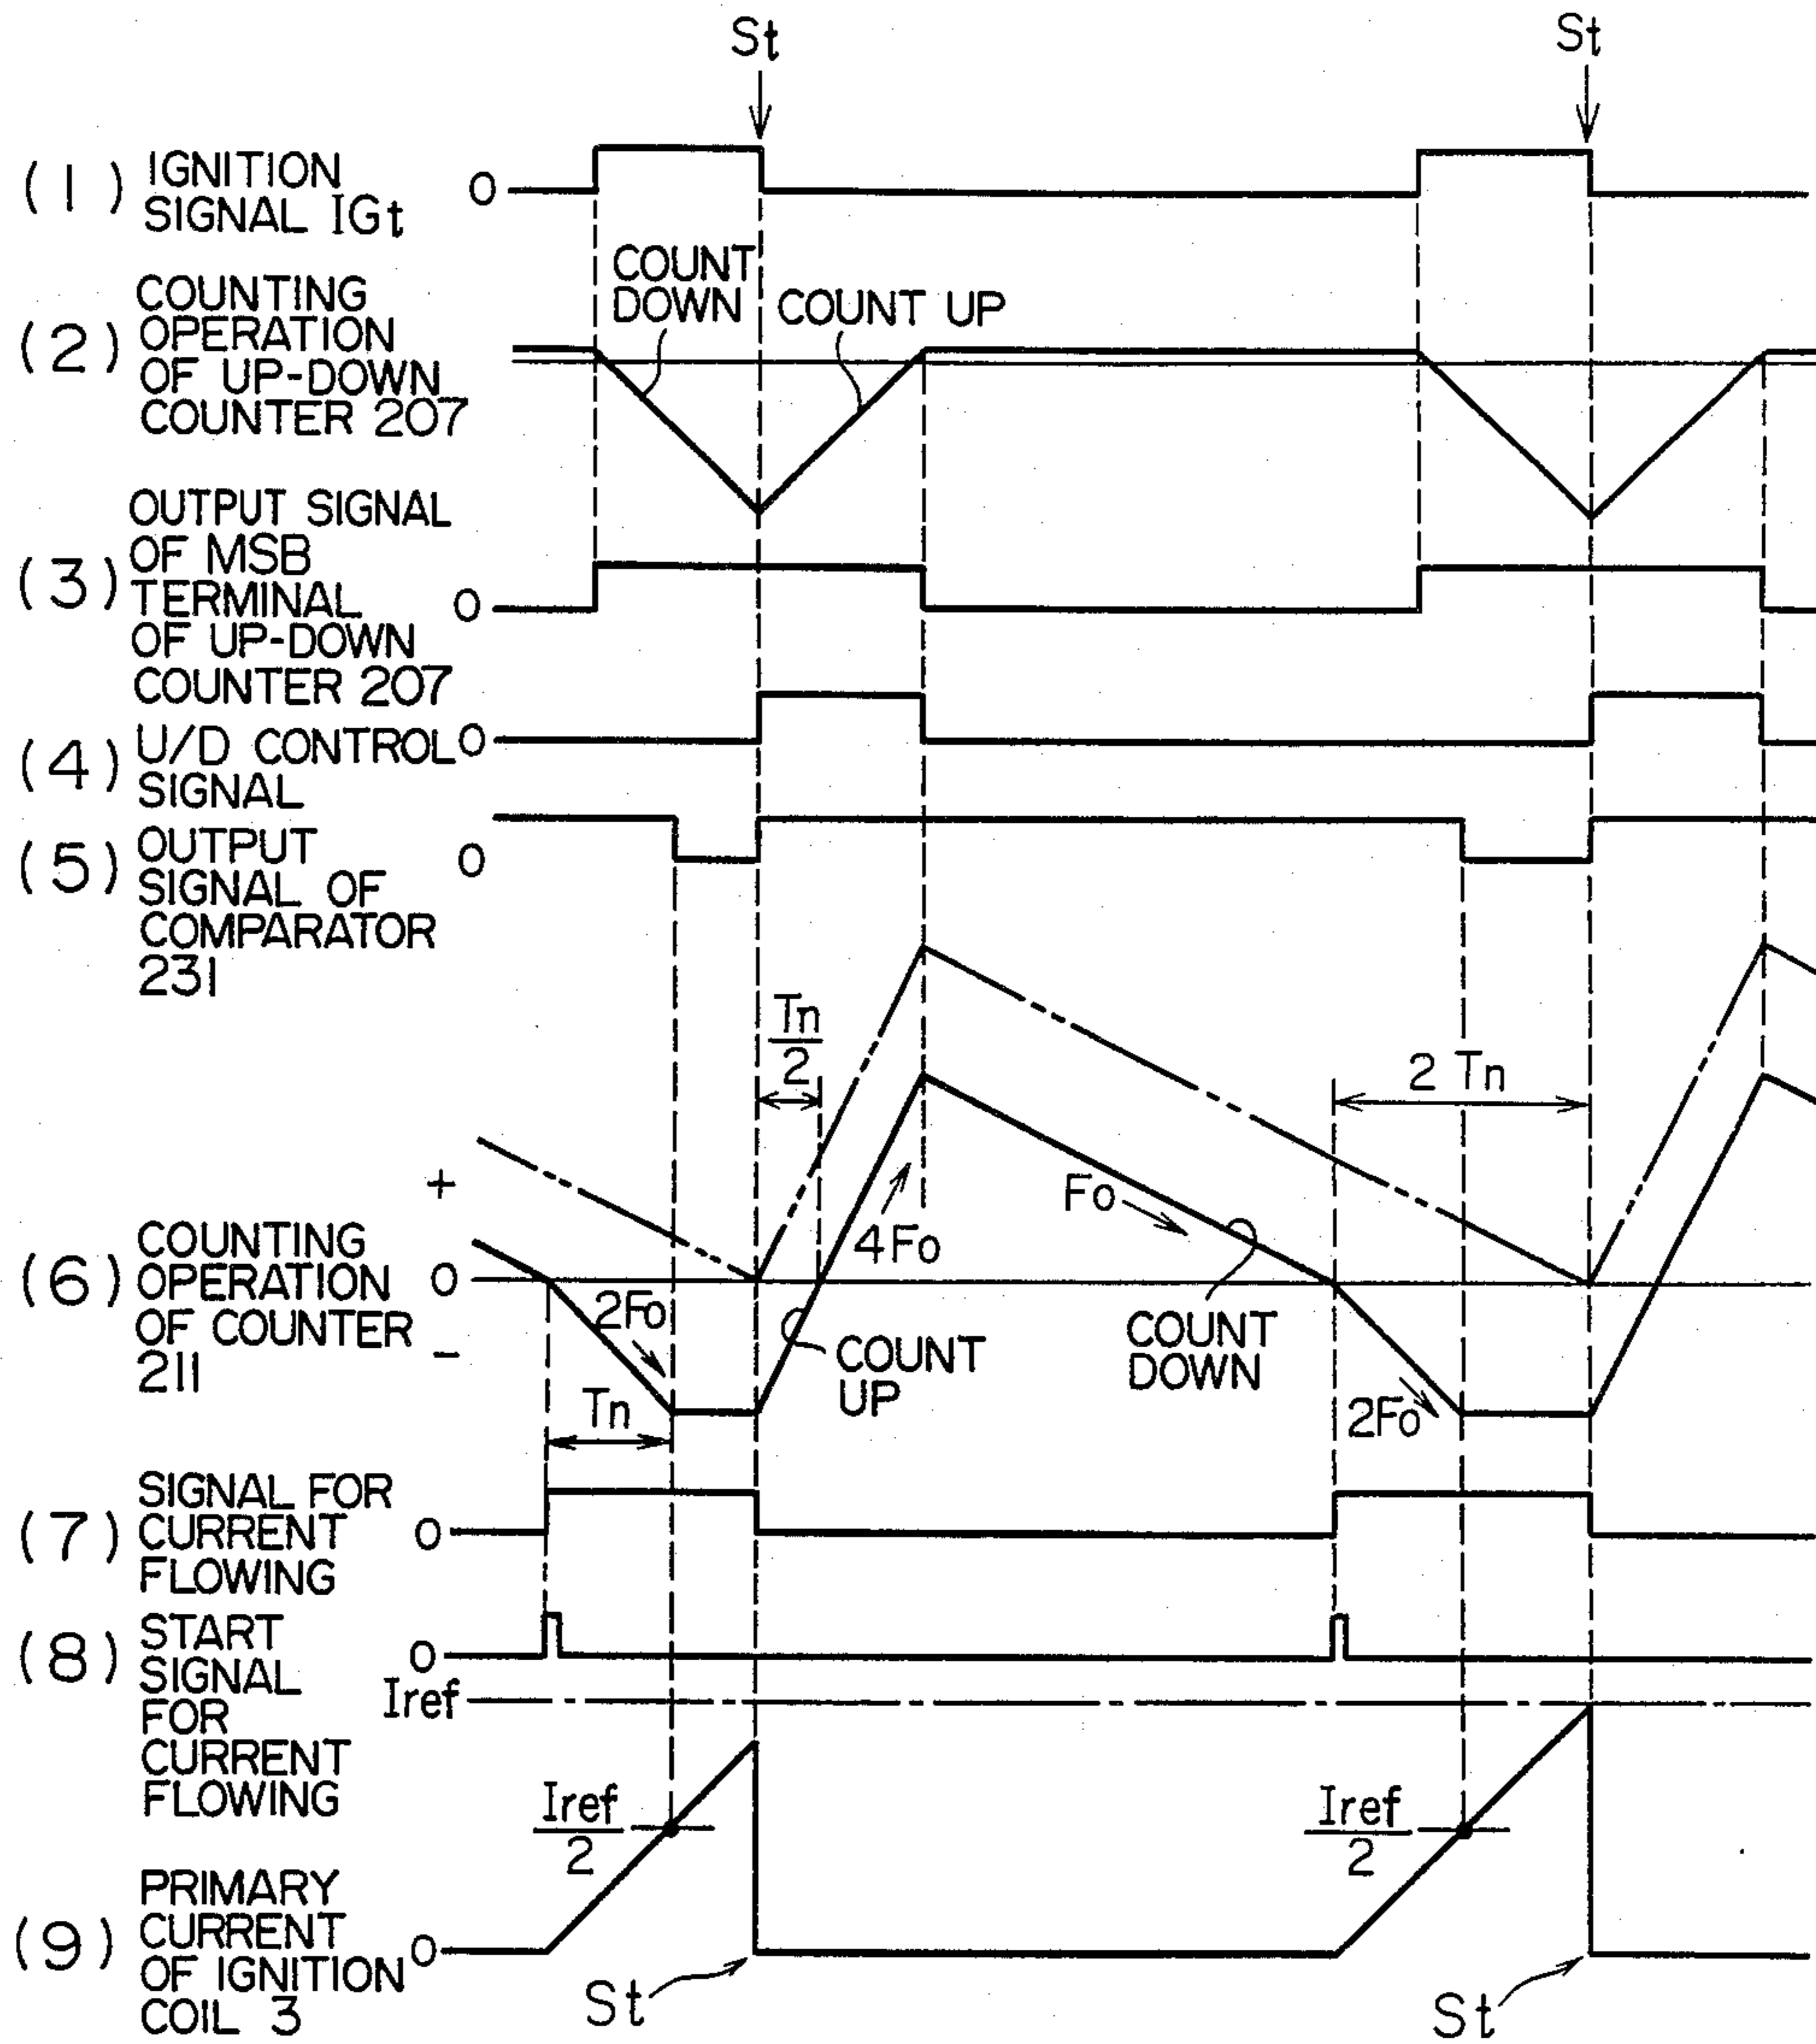 St
St
(1) IGNITION
SIGNAL IGt
0
COUNT
DOWN
COUNT UP
(2) COUNTING
OPERATION
OF UP-DOWN
COUNTER 207
(3) OUTPUT SIGNAL
OF MSB
TERMINAL
OF UP-DOWN
COUNTER 207
0
(4) U/D CONTROL
SIGNAL
0
(5) OUTPUT
SIGNAL OF
COMPARATOR
231
0
Tn
2
2 Tn
+
(6) COUNTING
OPERATION
OF COUNTER
211
0
-
4Fo
Fo
2Fo
COUNT
UP
COUNT
DOWN
2Fo
Tn
(7) SIGNAL FOR
CURRENT
FLOWING
0
(8) START
SIGNAL
FOR
CURRENT
FLOWING
0
Iref
Iref
2
Iref
2
(9) PRIMARY
CURRENT
OF IGNITION
COIL 3
0
St
St